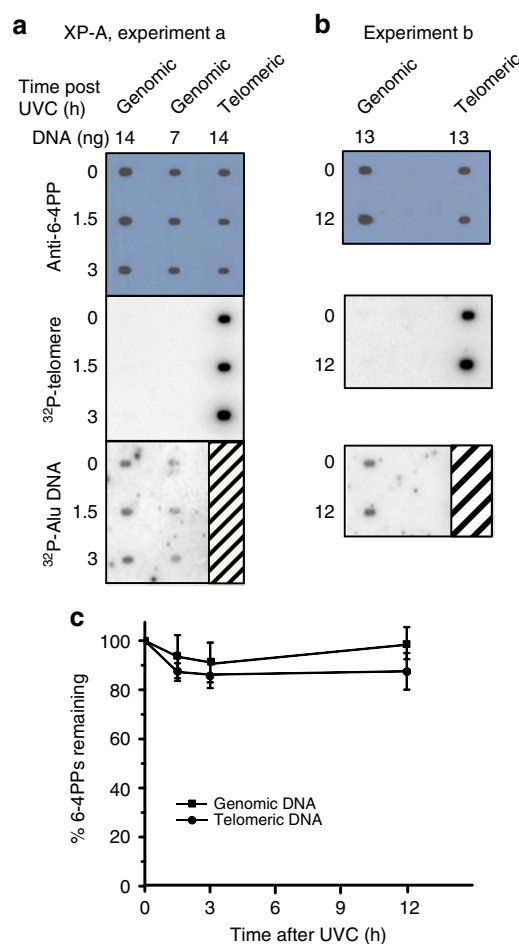 a
XP-A, experiment a
Time post
UVC (h)
Genomic
Genomic
Telomeric
DNA (ng)
14
7
14
Anti-6-4PP
0
1.5
3
³²P-telomere
0
1.5
3
³²P-Alu DNA
0
1.5
3
b
Experiment b
Genomic
Telomeric
13
13
0
12
0
12
0
12
c
% 6-4PPs remaining
100
80
60
40
20
0
Genomic DNA
Telomeric DNA
0
3
6
9
12
Time after UVC (h)